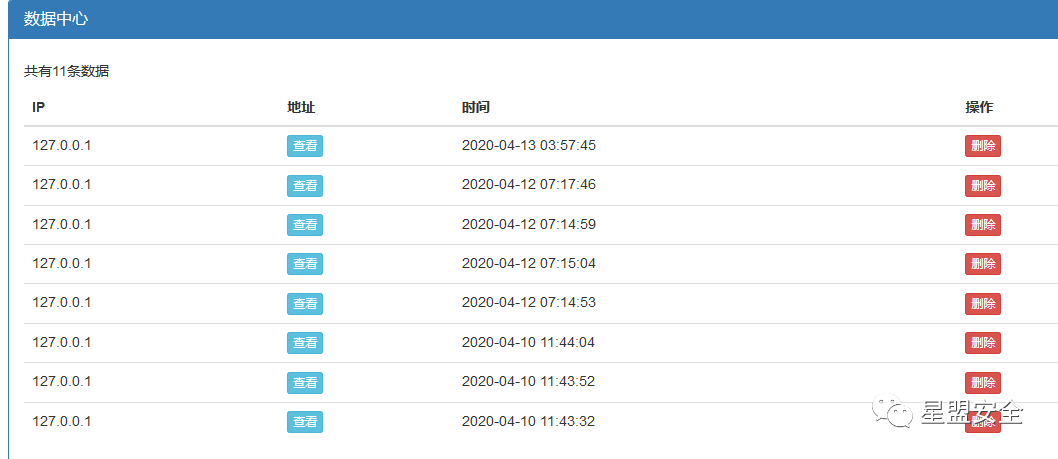 数据中心
共有11条数据
IP 地址 时间 操作
127.0.0.1 查看 2020-04-13 03:57:45 删除
127.0.0.1 查看 2020-04-12 07:17:46 删除
127.0.0.1 查看 2020-04-12 07:14:59 删除
127.0.0.1 查看 2020-04-12 07:15:04 删除
127.0.0.1 查看 2020-04-12 07:14:53 删除
127.0.0.1 查看 2020-04-10 11:44:04 删除
127.0.0.1 查看 2020-04-10 11:43:52 删除
127.0.0.1 查看 2020-04-10 11:43:32 删除
星盟安全